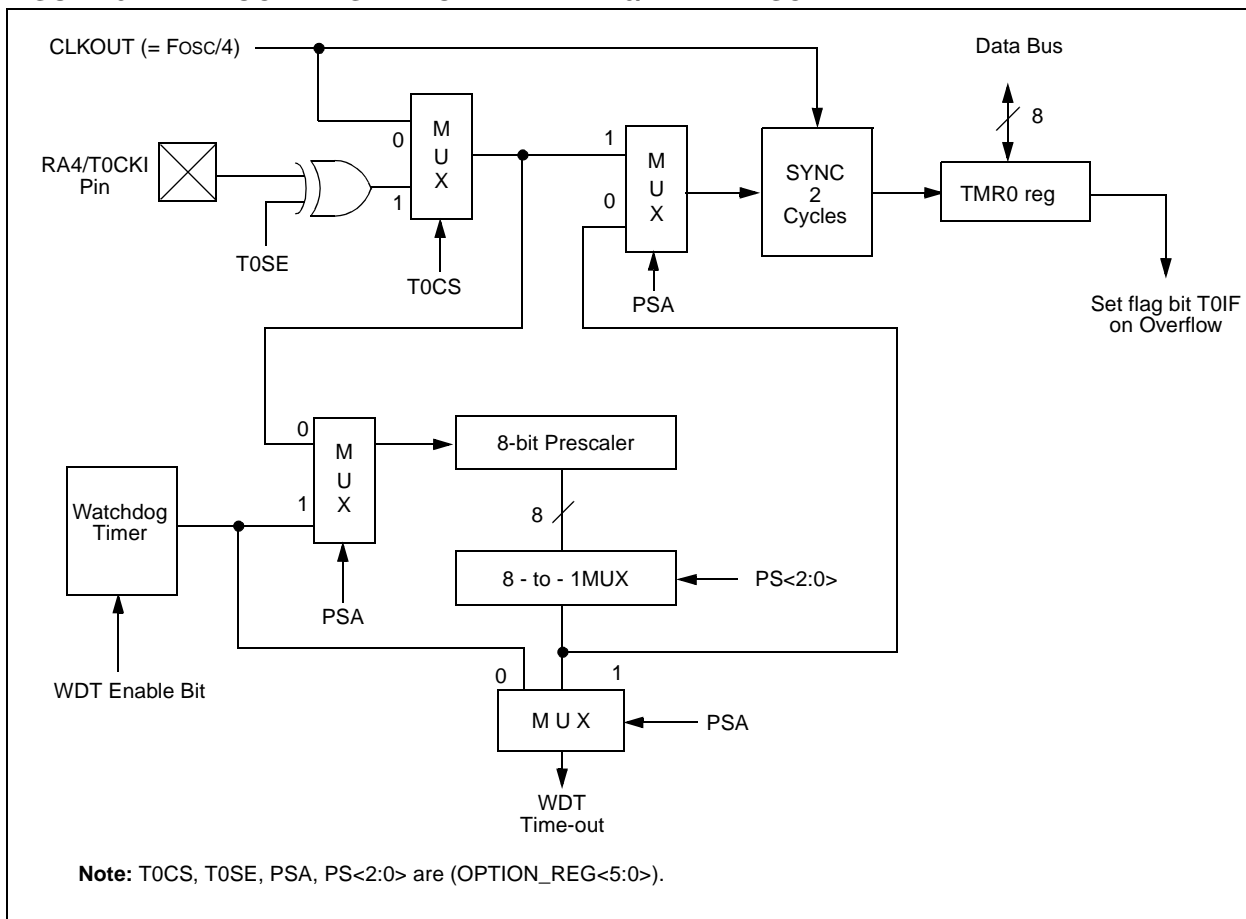 CLKOUT (= FOSC/4)
Data Bus
8
M
U
X
0
1
RA4/T0CKI
Pin
T0SE
T0CS
1
0
M
U
X
PSA
SYNC
2
Cycles
TMR0 reg
Set flag bit T0IF
on Overflow
0
1
M
U
X
PSA
8-bit Prescaler
8
Watchdog
Timer
8 - to - 1MUX
PS<2:0>
WDT Enable Bit
0
1
M U X
PSA
WDT
Time-out
Note: T0CS, T0SE, PSA, PS<2:0> are (OPTION_REG<5:0>).